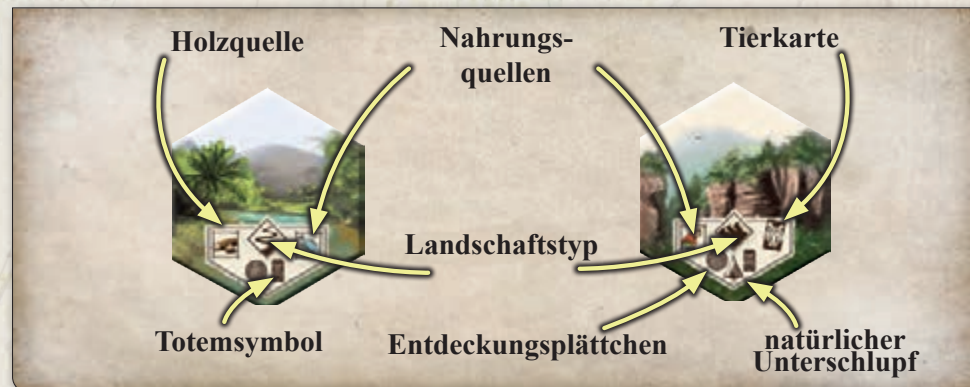 Holzquelle
Nahrungs-
quellen
Tierkarte
Landschaftstyp
Totemsymbol
Entdeckungsplättchen
natürlicher
Unterschlupf